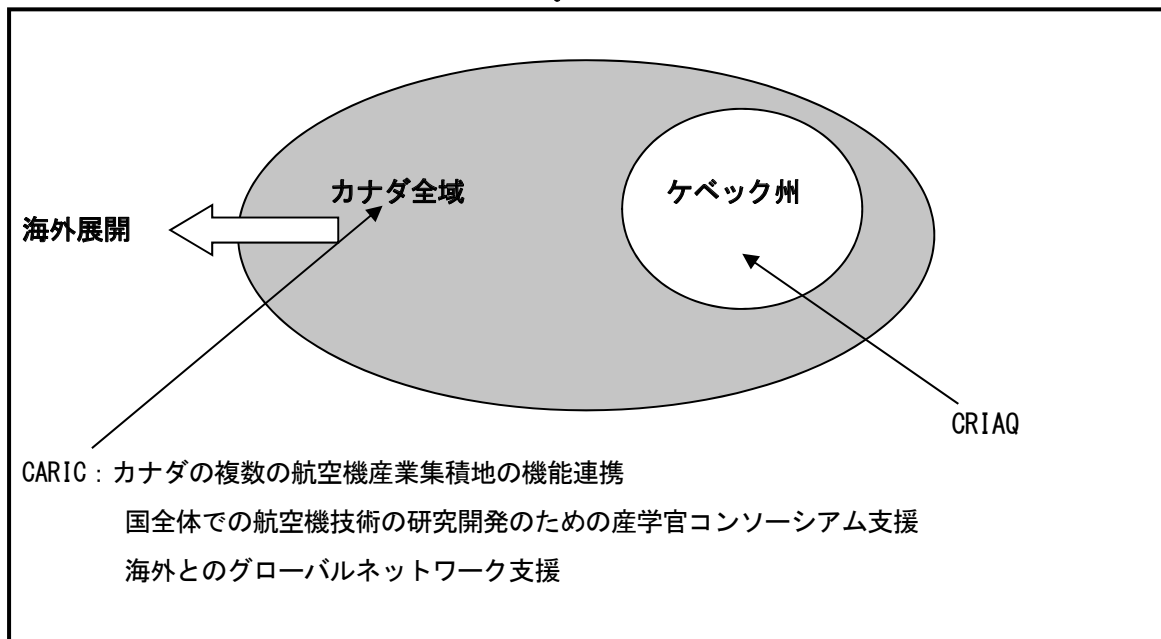 カナダ全域
ケベック州
海外展開
CRIAQ
CARIC：カナダの複数の航空機産業集積地の機能連携
国全体での航空機技術の研究開発のための産学官コンソーシアム支援
海外とのグローバルネットワーク支援